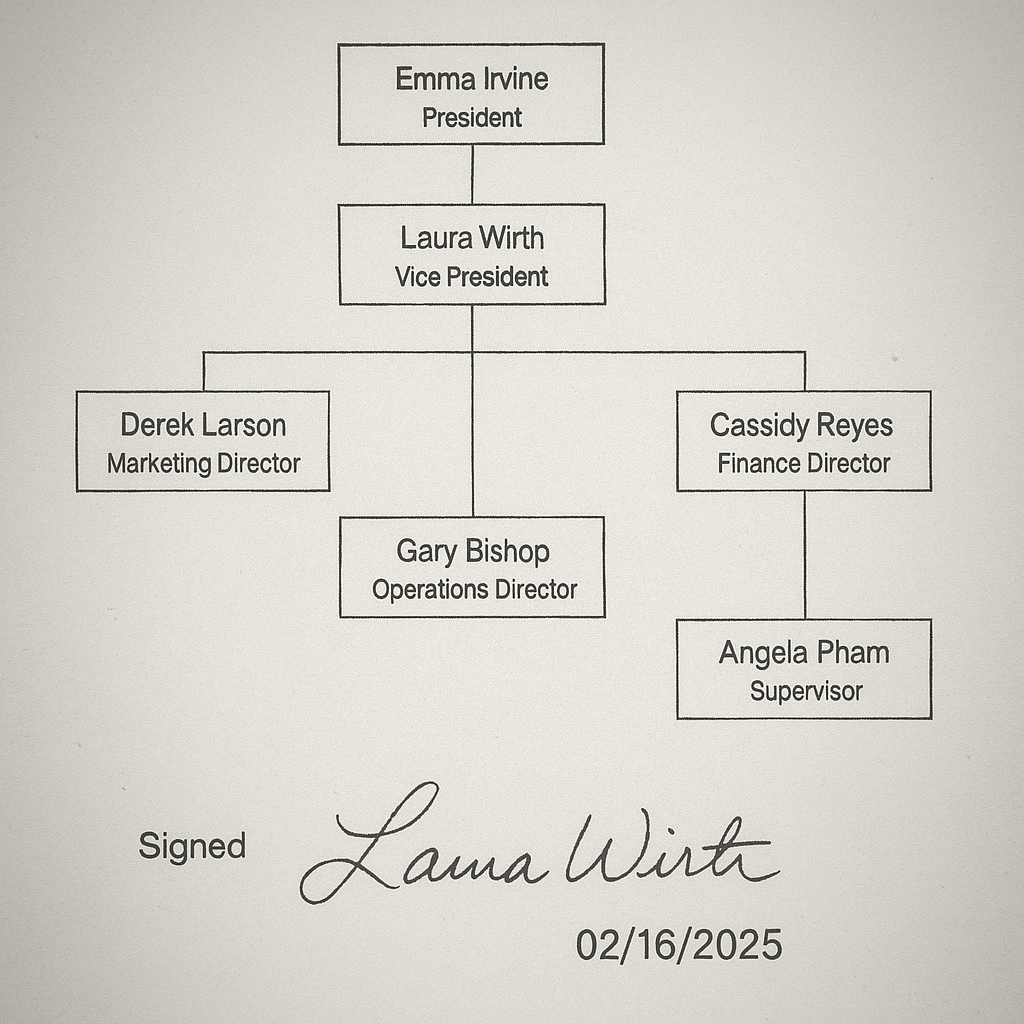 Emma Irvine
President
Laura Wirth
Vice President
Derek Larson
Marketing Director
Cassidy Reyes
Finance Director
Gary Bishop
Operations Director
Angela Pham
Supervisor
Signed Laura Wirth
02/16/2025